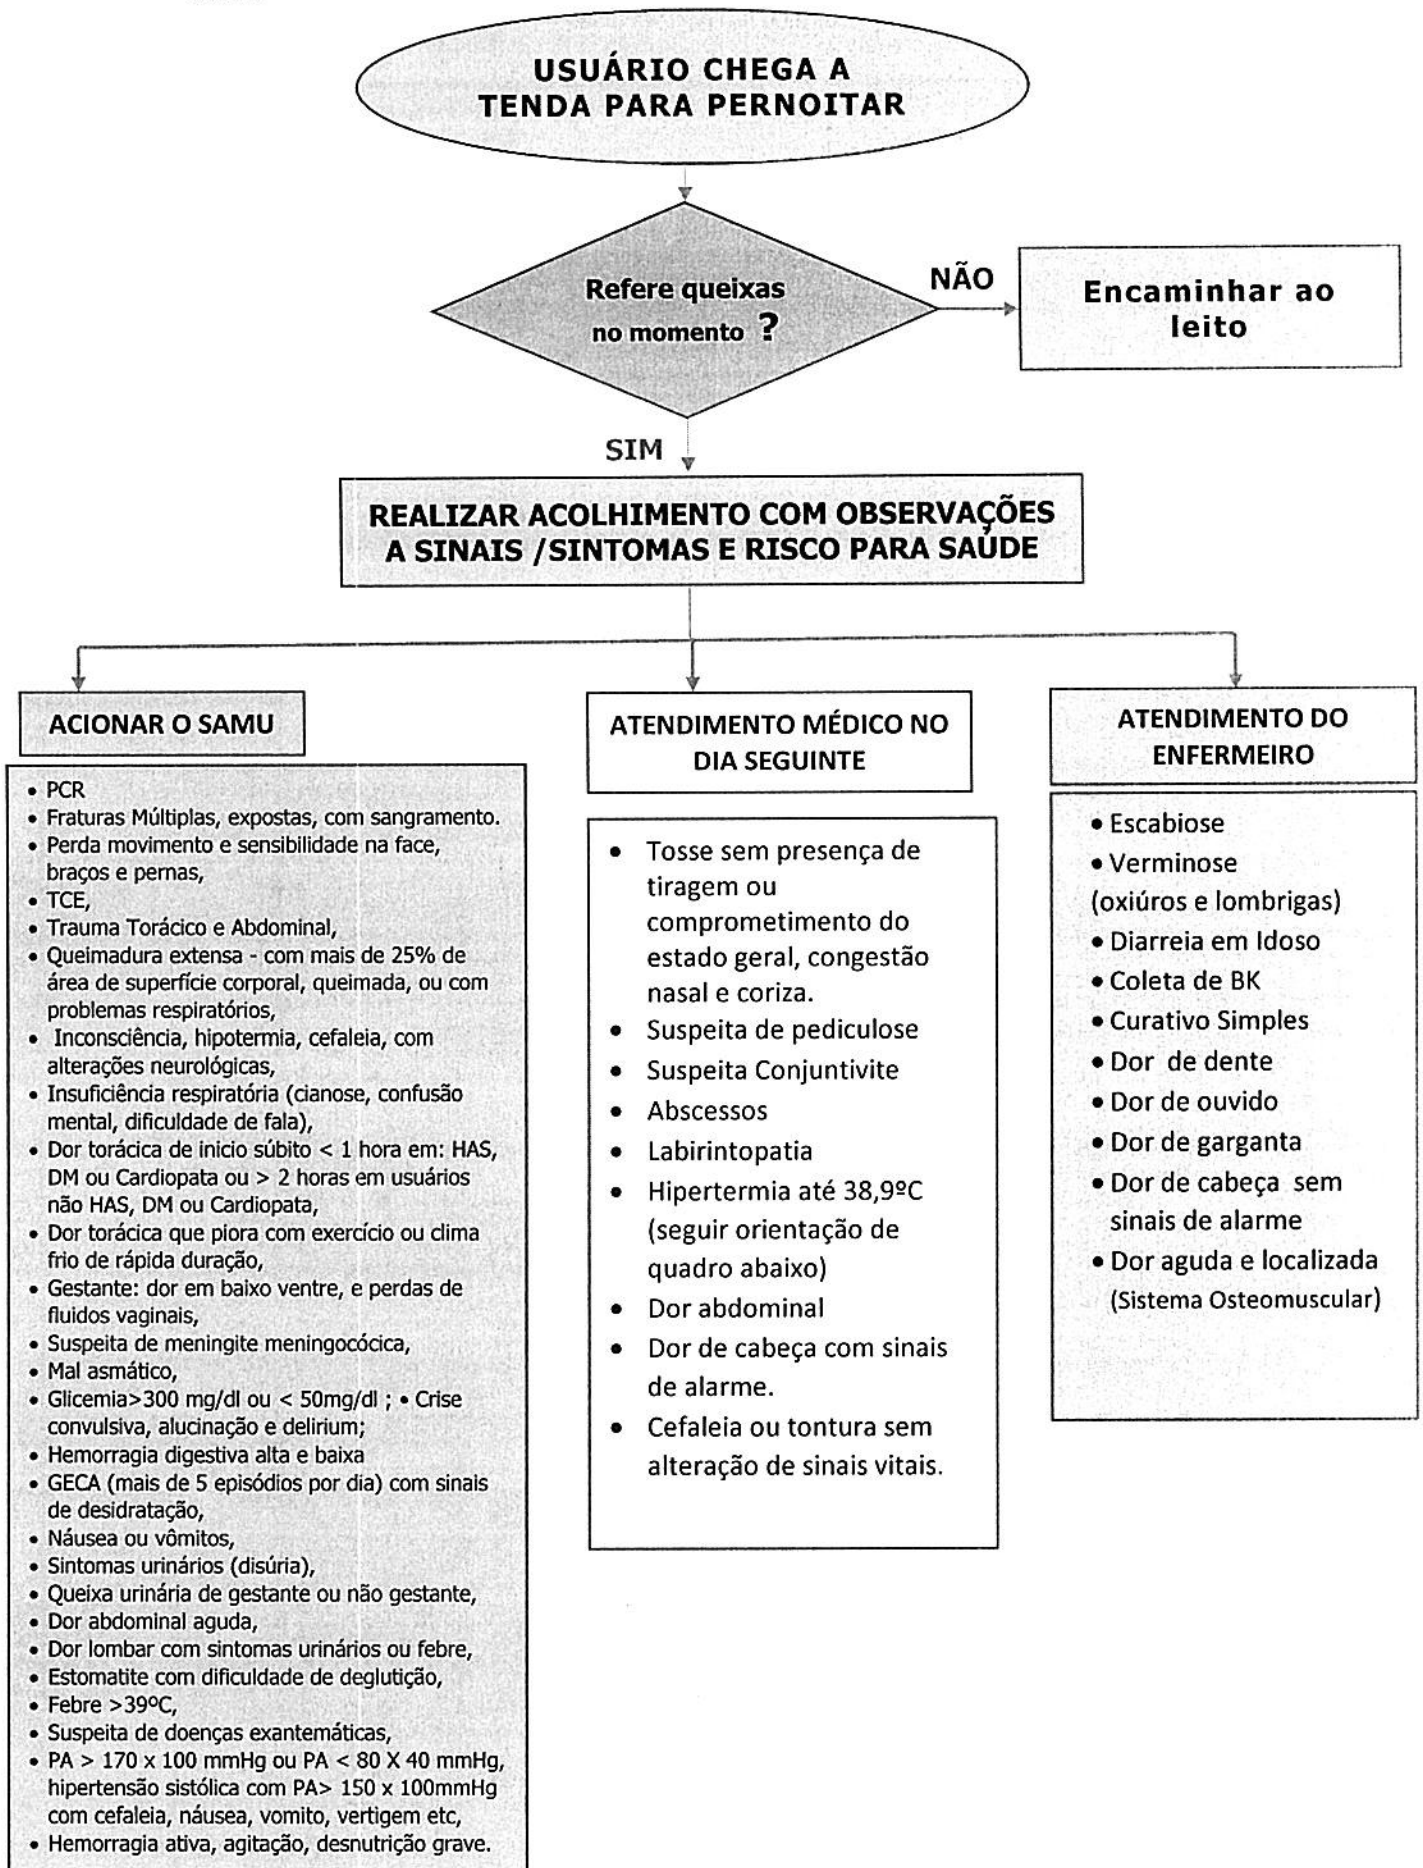 USUÁRIO CHEGA A
TENDA PARA PERNOITAR
Refere queixas
no momento ?
NÃO
Encaminhar ao
leito
SIM
REALIZAR ACOLHIMENTO COM OBSERVAÇÕES
A SINAIS /SINTOMAS E RISCO PARA SAÚDE
ACIONAR O SAMU
• PCR
• Fraturas Múltiplas, expostas, com sangramento.
• Perda movimento e sensibilidade na face,
braços e pernas,
• TCE,
• Trauma Torácico e Abdominal,
• Queimadura extensa - com mais de 25% de
área de superfície corporal, queimada, ou com
problemas respiratórios,
• Inconsciência, hipotermia, cefaleia, com
alterações neurológicas,
• Insuficiência respiratória (cianose, confusão
mental, dificuldade de fala),
• Dor torácica de inicio súbito < 1 hora em: HAS,
DM ou Cardiopata ou > 2 horas em usuários
não HAS, DM ou Cardiopata,
• Dor torácica que piora com exercício ou clima
frio de rápida duração,
• Gestante: dor em baixo ventre, e perdas de
fluidos vaginais,
• Suspeita de meningite meningocócica,
• Mal asmático,
• Glicemia>300 mg/dl ou < 50mg/dl ; • Crise
convulsiva, alucinação e delirium;
• Hemorragia digestiva alta e baixa
• GECA (mais de 5 episódios por dia) com sinais
de desidratação,
• Náusea ou vômitos,
• Sintomas urinários (disúria),
• Queixa urinária de gestante ou não gestante,
• Dor abdominal aguda,
• Dor lombar com sintomas urinários ou febre,
• Estomatite com dificuldade de deglutição,
• Febre >39ºC,
• Suspeita de doenças exantemáticas,
• PA > 170 x 100 mmHg ou PA < 80 X 40 mmHg,
hipertensão sistólica com PA> 150 x 100mmHg
com cefaleia, náusea, vomito, vertigem etc,
• Hemorragia ativa, agitação, desnutrição grave.
ATENDIMENTO MÉDICO NO
DIA SEGUINTE
• Tosse sem presença de
tiragem ou
comprometimento do
estado geral, congestão
nasal e coriza.
• Suspeita de pediculose
• Suspeita Conjuntivite
• Abscessos
• Labirintopatia
• Hipertermia até 38,9ºC
(seguir orientação de
quadro abaixo)
• Dor abdominal
• Dor de cabeça com sinais
de alarme.
• Cefaleia ou tontura sem
alteração de sinais vitais.
ATENDIMENTO DO
ENFERMEIRO
• Escabiose
• Verminose
(oxiúros e lombrigas)
• Diarreia em Idoso
• Coleta de BK
• Curativo Simples
• Dor de dente
• Dor de ouvido
• Dor de garganta
• Dor de cabeça sem
sinais de alarme
• Dor aguda e localizada
(Sistema Osteomuscular)